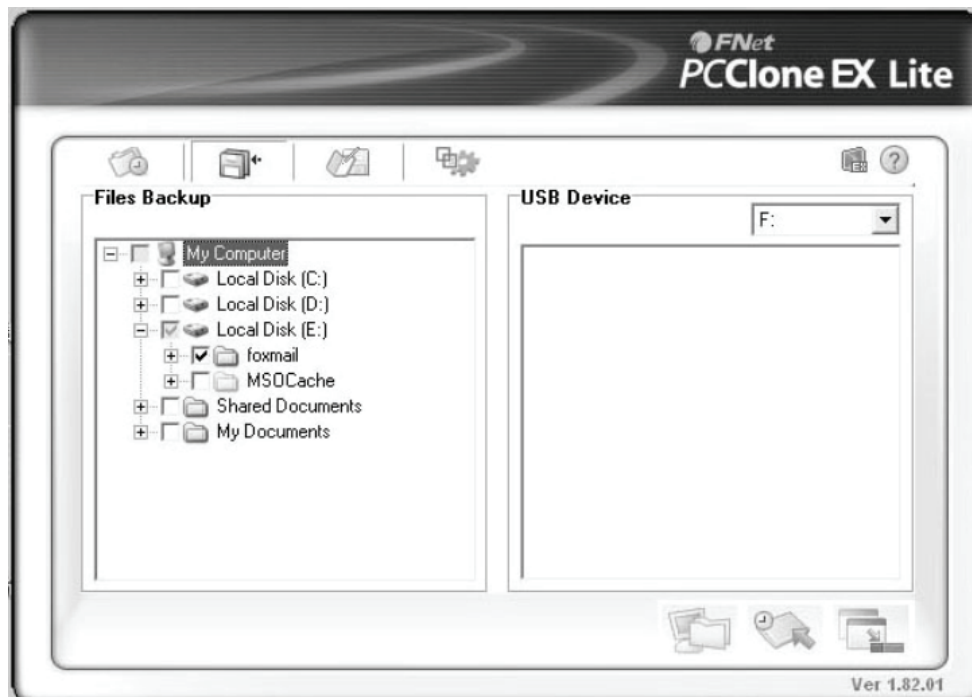 FNet
PCClone EX Lite
EX
?
Files Backup
My Computer
Local Disk (C:)
Local Disk (D:)
Local Disk (E:)
foxmail
MSOCache
Shared Documents
My Documents
USB Device
F:
Ver 1.82.01